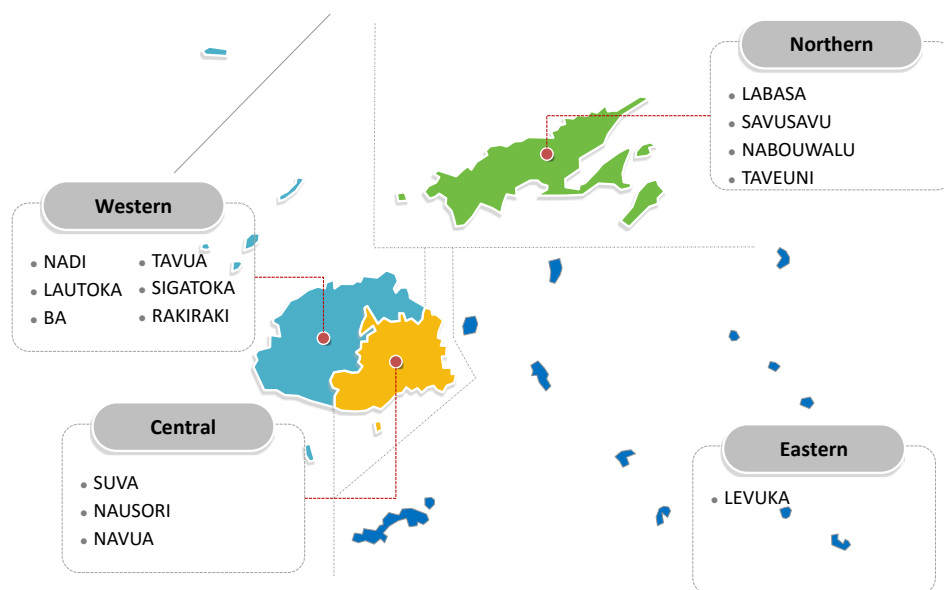 Northern
• LABASA
• SAVUSAVU
• NABOUWALU
• TAVEUNI
Western
• NADI
• LAUTOKA
• BA
• TAVUA
• SIGATOKA
• RAKIRAKI
Central
• SUVA
• NAUSORI
• NAVUA
Eastern
• LEVUKA